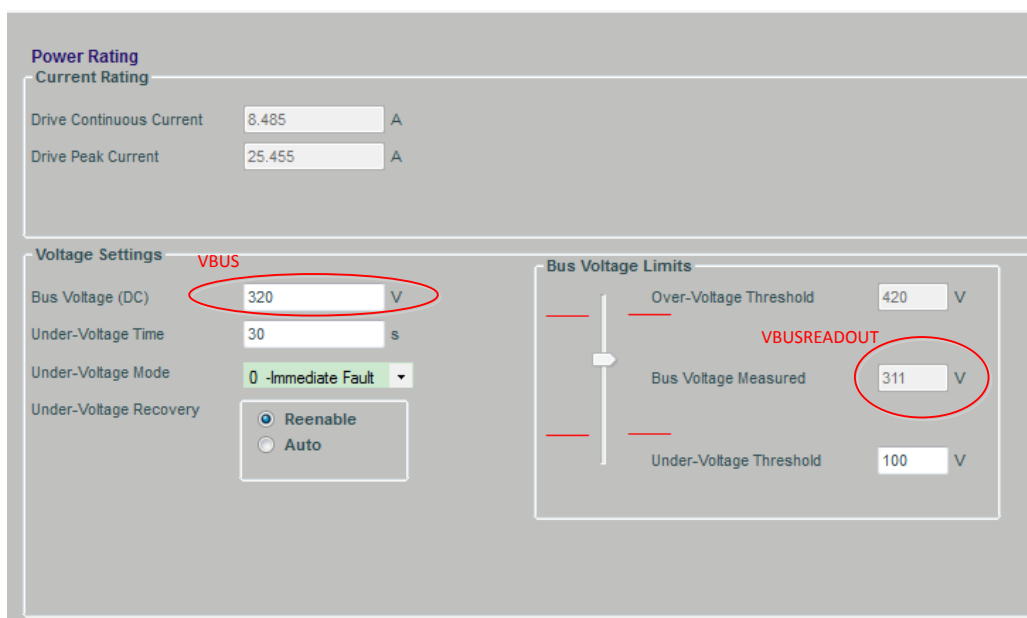 Power Rating
Current Rating
Drive Continuous Current 8.485 A
Drive Peak Current 25.455 A
Voltage Settings
VBUS
Bus Voltage (DC) 320 V
Under-Voltage Time 30 s
Under-Voltage Mode 0 -Immediate Fault
Under-Voltage Recovery Reenable
Auto
Bus Voltage Limits
Over-Voltage Threshold 420 V
VBUSREADOUT
Bus Voltage Measured 311 V
Under-Voltage Threshold 100 V